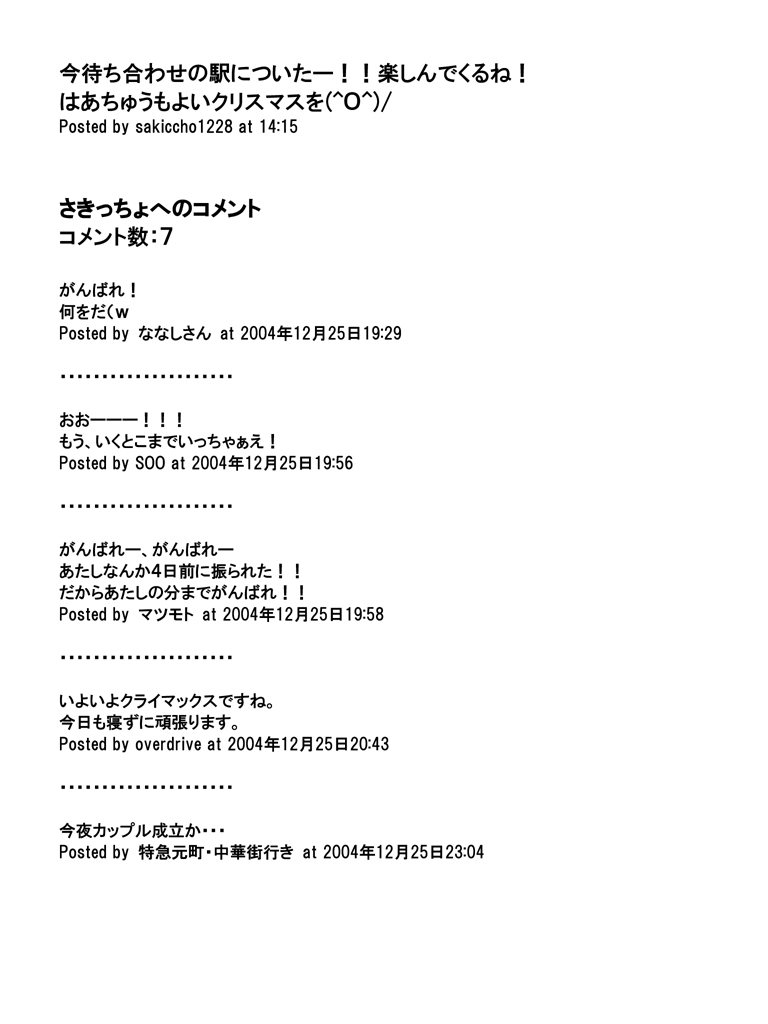 今待ち合わせの駅についたー！！楽しんでくるね！
はあちゅうもよいクリスマスを(^O^)/
Posted by sakiccho1228 at 14:15
さきっちょへのコメント
コメント数：7
がんばれ！
何をだ（ｗ
Posted by ななしさん at 2004年12月25日19:29
・・・・・・・・・・・・・・・・・・・・・
おおーーー！！！
もう、いくとこまでいっちゃぁえ！
Posted by SOO at 2004年12月25日19:56
・・・・・・・・・・・・・・・・・・・・・
がんばれー、がんばれー
あたしなんか４日前に振られた！！
だからあたしの分までがんばれ！！
Posted by マツモト at 2004年12月25日19:58
・・・・・・・・・・・・・・・・・・・・・
いよいよクライマックスですね。
今日も寝ずに頑張ります。
Posted by overdrive at 2004年12月25日20:43
・・・・・・・・・・・・・・・・・・・・・
今夜カップル成立か・・・
Posted by 特急元町・中華街行き at 2004年12月25日23:04